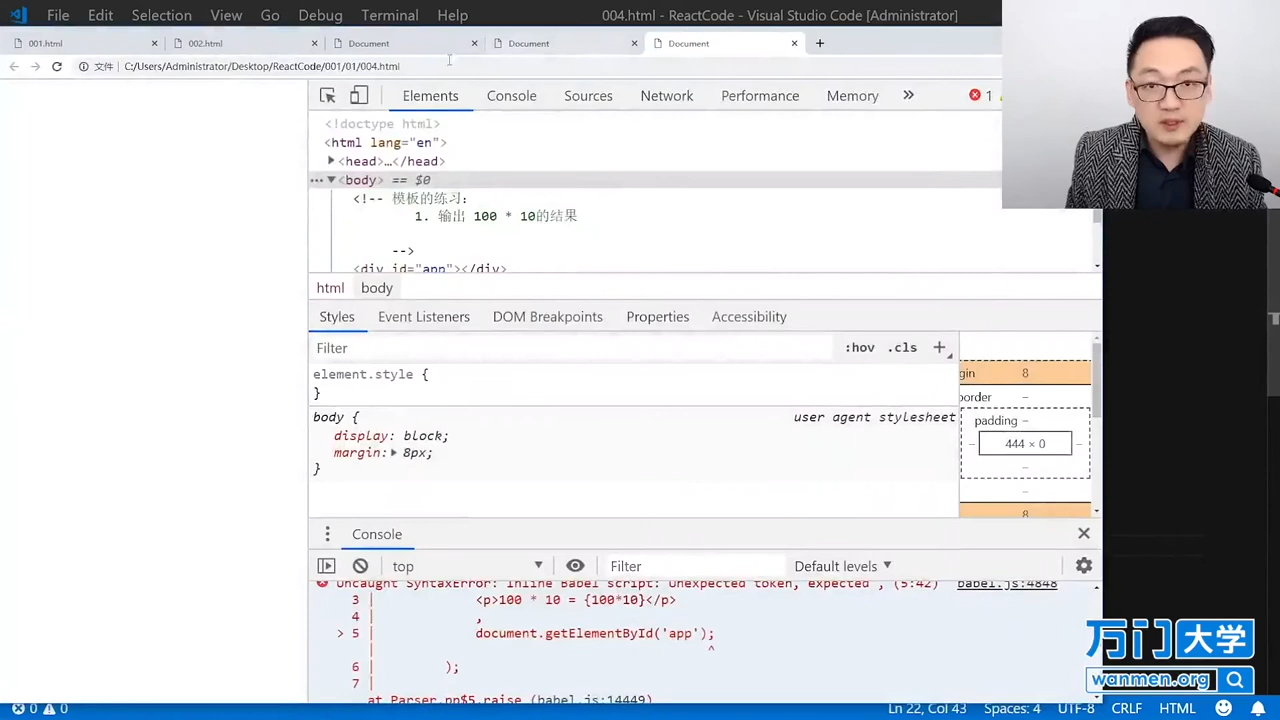 File Edit Selection View Go Debug Terminal Help 004.html - ReactCode - Visual Studio Code [Administrator]
001.html 002.html Document Document Document
文件 C:/Users/Administrator/Desktop/ReactCode/001/01/004.html
Elements Console Sources Network Performance Memory » 1
<!doctype html>
<html lang="en">
<head>…</head>
<body> == $0
<!-- 模板的练习:
1. 输出 100 * 10的结果
-->
<div id="app"></div>
html body
Styles Event Listeners DOM Breakpoints Properties Accessibility
Filter :hov .cls +
element.style {
}
body { user agent stylesheet
display: block;
margin: 8px;
}
gin 8
border –
padding –
– 444 × 0 –
–
–
8
Console
top Filter Default levels
Uncaught SyntaxError: Inline Babel script: Unexpected token, expected , (5:42) babel.js:4848
3 | <p>100 * 10 = {100*10}</p>
4 | ,
> 5 | document.getElementById('app');
| ^
6 | );
7 |
at Parser.pp$5.raise (babel.js:14449)
万门大学
wanmen.org
0 0 Ln 22, Col 43 Spaces: 4 UTF-8 CRLF HTML